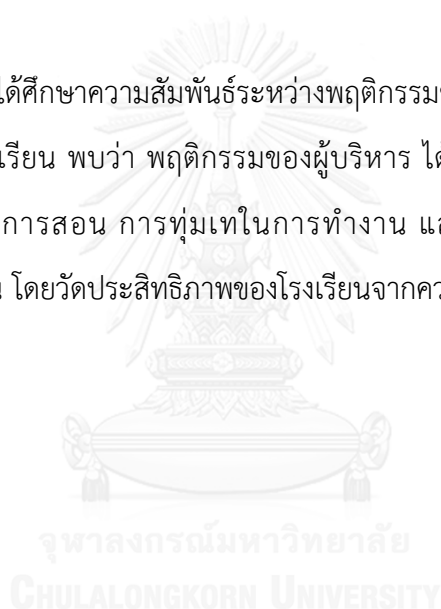 ได้ศึกษาความสัมพันธ์ระหว่างพฤติกรรม
เรียน พบว่า พฤติกรรมของผู้บริหาร ได้
การสอน การทุ่มเทในการทำงาน
โดยวัดประสิทธิภาพของโรงเรียนจาก
จุฬาลงกรณ์มหาวิทยาลัย
CHULALONGKORN UNIVERSITY